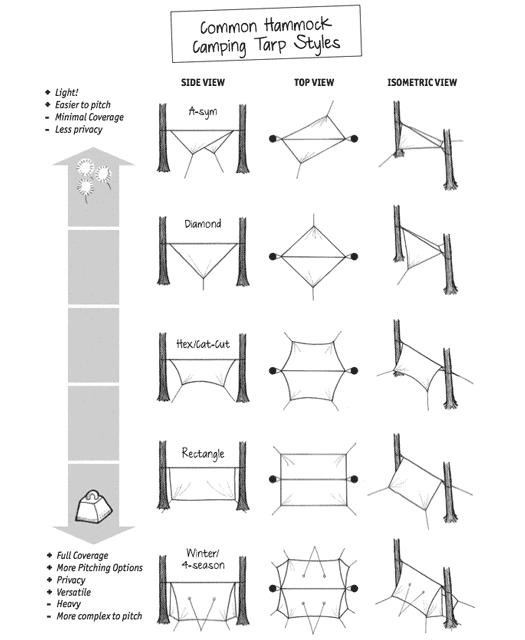 Common Hammock
Camping Tarp Styles
SIDE VIEW TOP VIEW ISOMETRIC VIEW
+ Light!
+ Easier to pitch
- Minimal Coverage
- Less privacy
A-sym
Diamond
Hex/Cat-Cut
Rectangle
Winter/
4-season
+ Full Coverage
+ More Pitching Options
+ Privacy
+ Versatile
- Heavy
- More complex to pitch